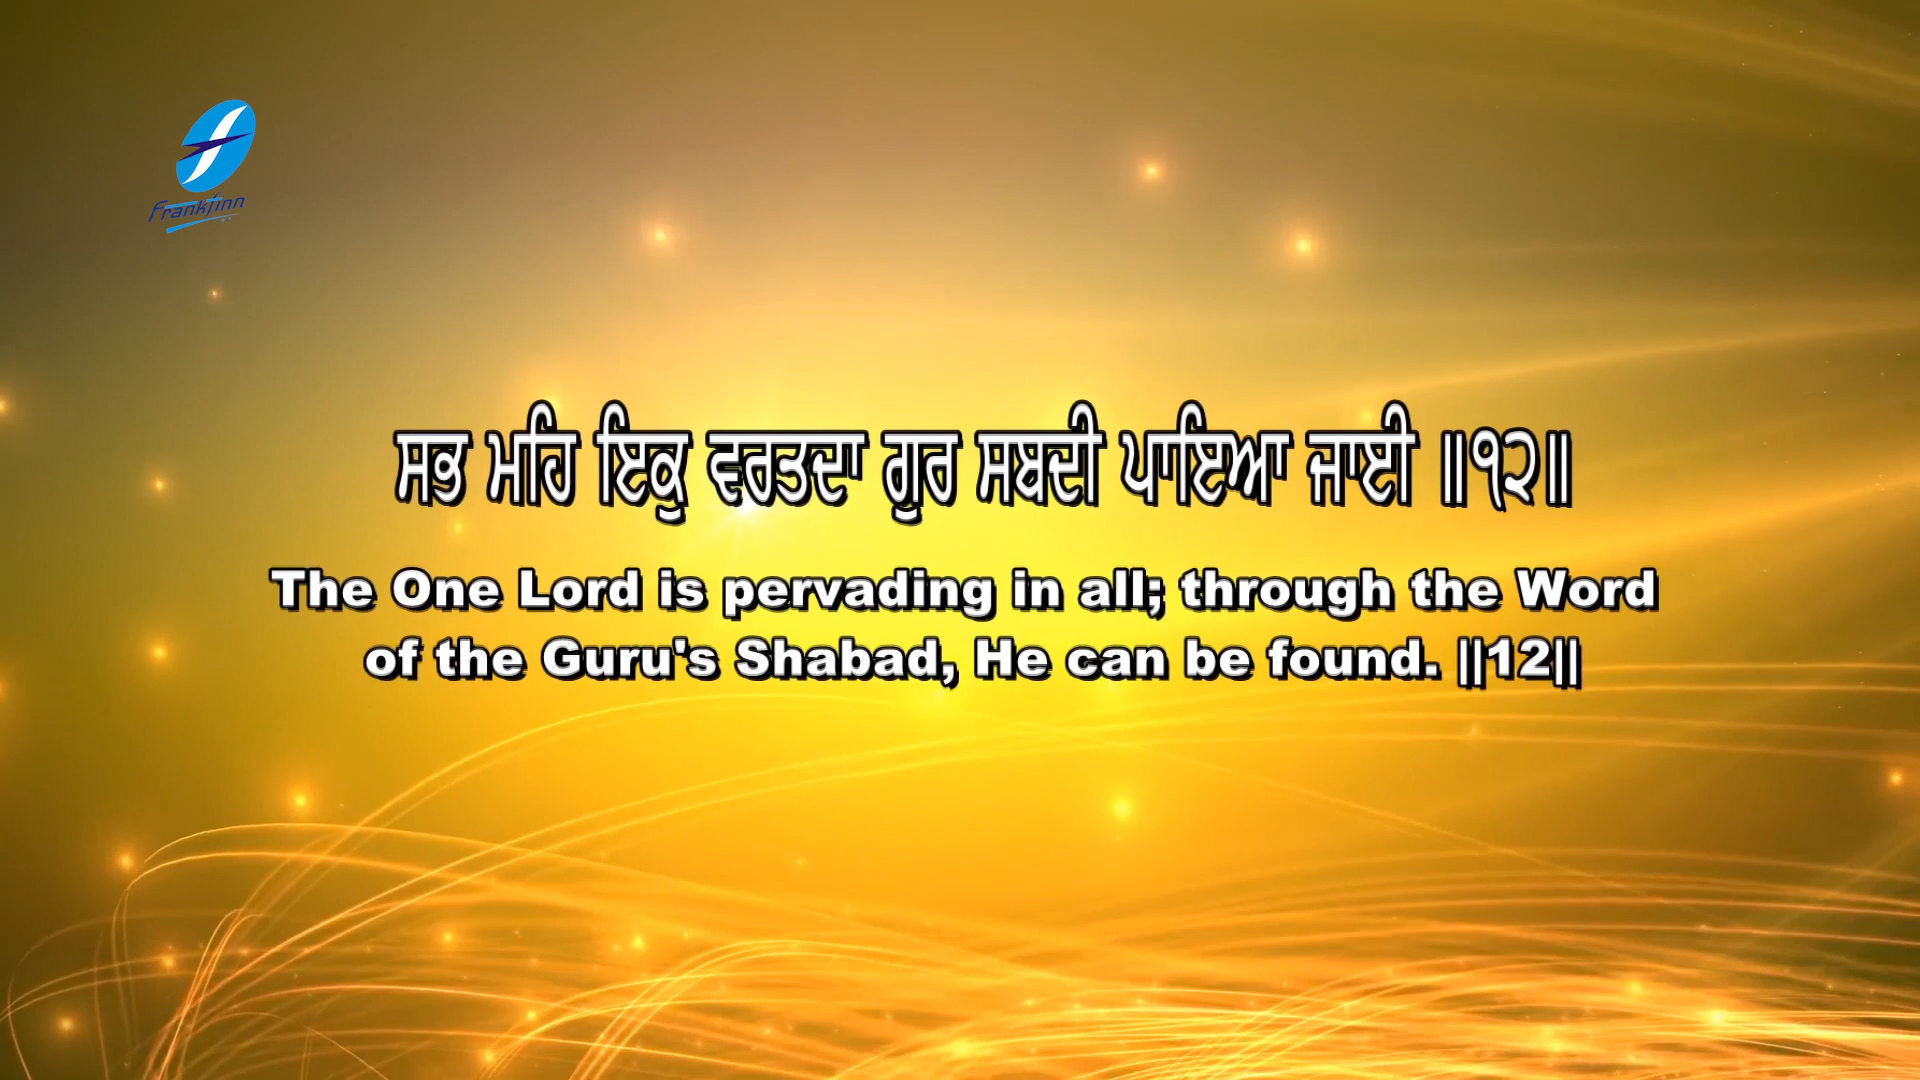 Frankfinn
ਸਭ ਮਹਿ ਇਕੁ ਵਰਤਦਾ ਗੁਰ ਸਬਦੀ ਪਾਇਆ ਜਾਈ ॥੧੨॥
The One Lord is pervading in all; through the Word
of the Guru's Shabad, He can be found. ||12||